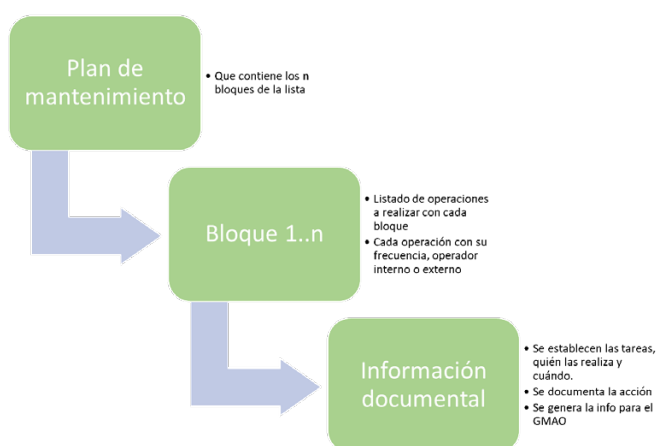 Plan de
mantenimiento
• Que contiene los n
bloques de la lista
Bloque 1..n
• Listado de operaciones
a realizar con cada
bloque
• Cada operación con su
frecuencia, operador
interno o externo
Información
documental
• Se establecen las tareas,
quién las realiza y
cuándo.
• Se documenta la acción
• Se genera la info para el
GMAO